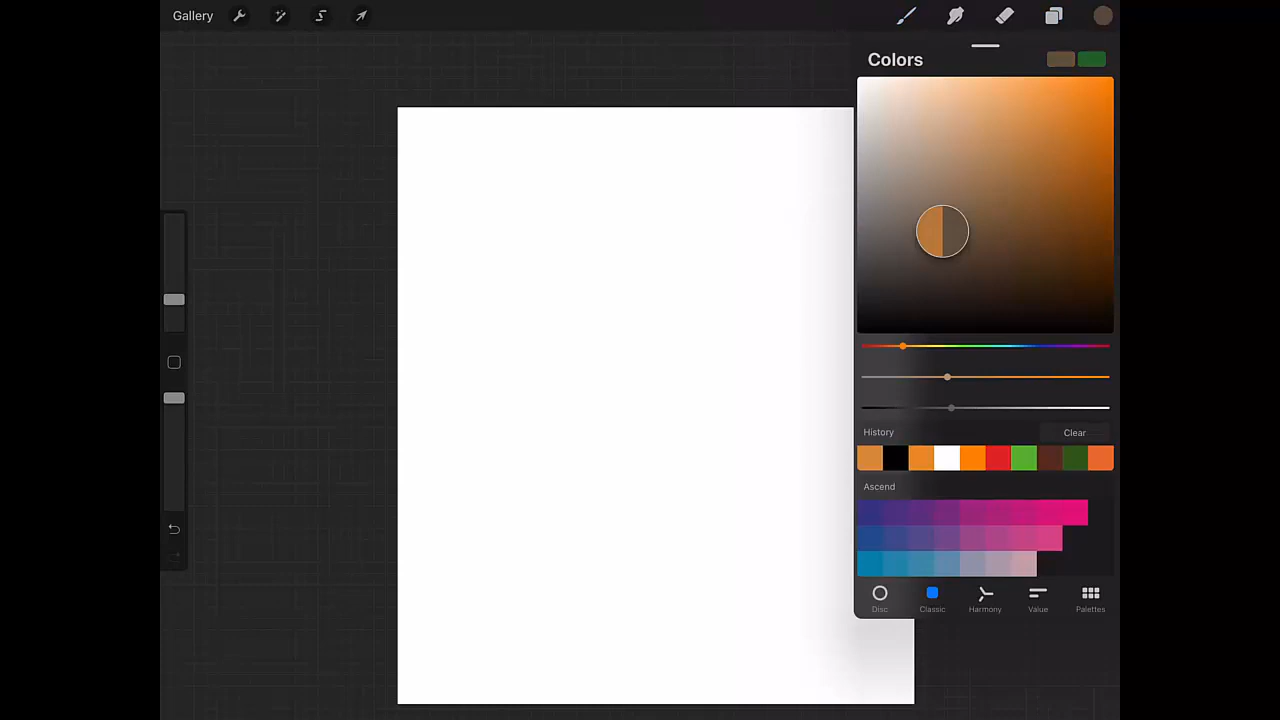 Gallery
Colors
History
Clear
Ascend
Disc
Classic
Harmony
Value
Palettes